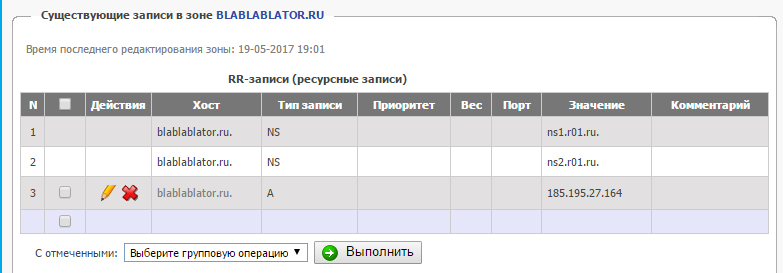 Существующие записи в зоне BLABLABLATOR.RU
Время последнего редактирования зоны: 19-05-2017 19:01
RR-записи (ресурсные записи)
N Действия Хост Тип записи Приоритет Вес Порт Значение Комментарий
1 blablablator.ru. NS ns1.r01.ru.
2 blablablator.ru. NS ns2.r01.ru.
3 blablablator.ru. A 185.195.27.164
С отмеченными: Выберите групповую операцию Выполнить